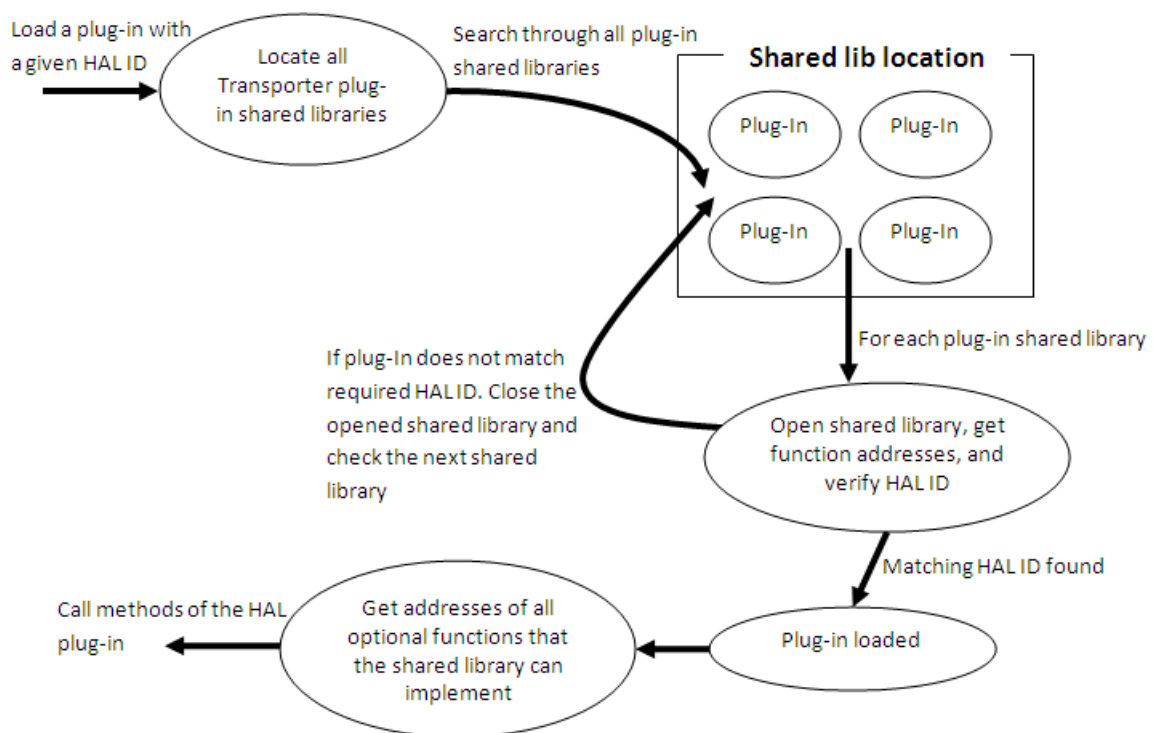 Load a plug-in with
a given HAL ID
Locate all
Transporter plug-
in shared libraries
Search through all plug-in
shared libraries
Shared lib location
Plug-In
Plug-In
Plug-In
Plug-In
For each plug-in shared library
If plug-In does not match
required HAL ID. Close the
opened shared library and
check the next shared
library
Open shared library, get
function addresses, and
verify HAL ID
Matching HAL ID found
Plug-in loaded
Get addresses of all
optional functions that
the shared library can
implement
Call methods of the HAL
plug-in